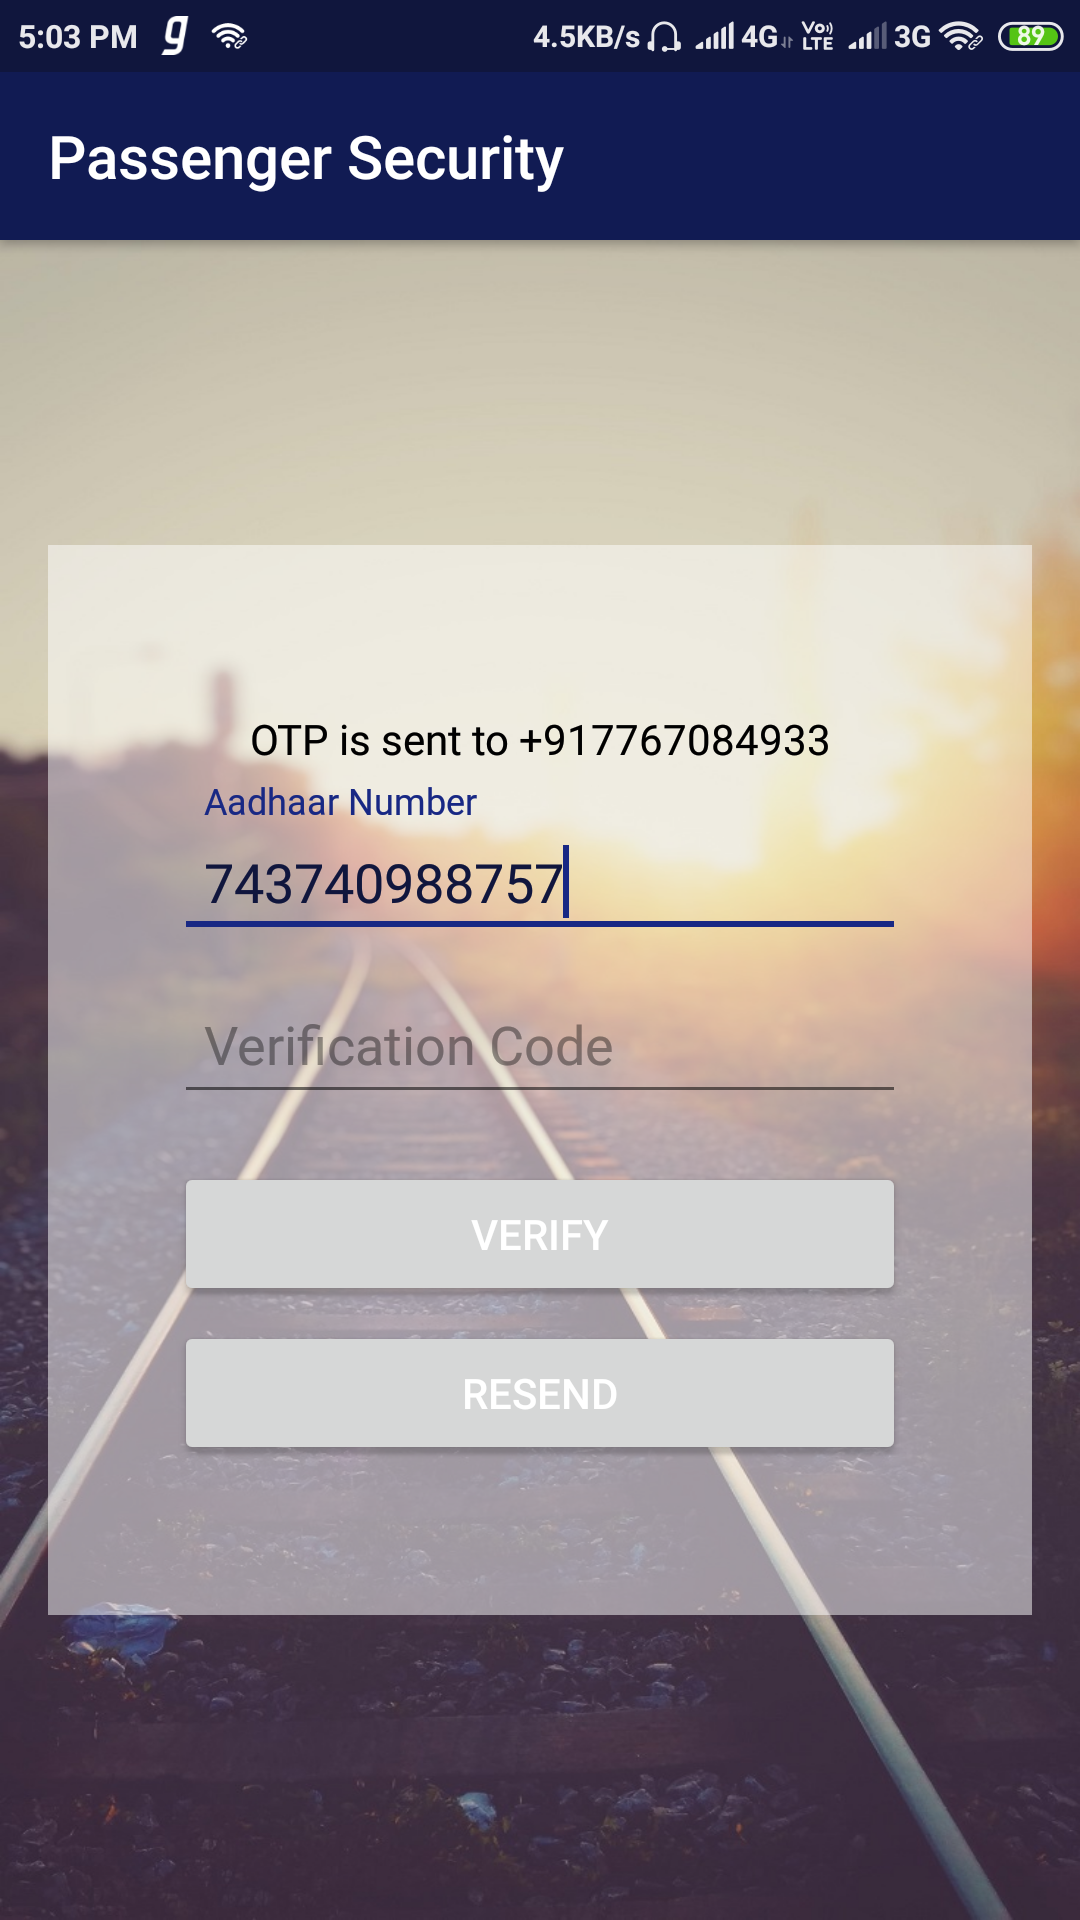 5:03 PM g 4.5KB/s 4G Vo)) LTE 3G 89
Passenger Security
OTP is sent to +917767084933
Aadhaar Number
743740988757
Verification Code
VERIFY
RESEND